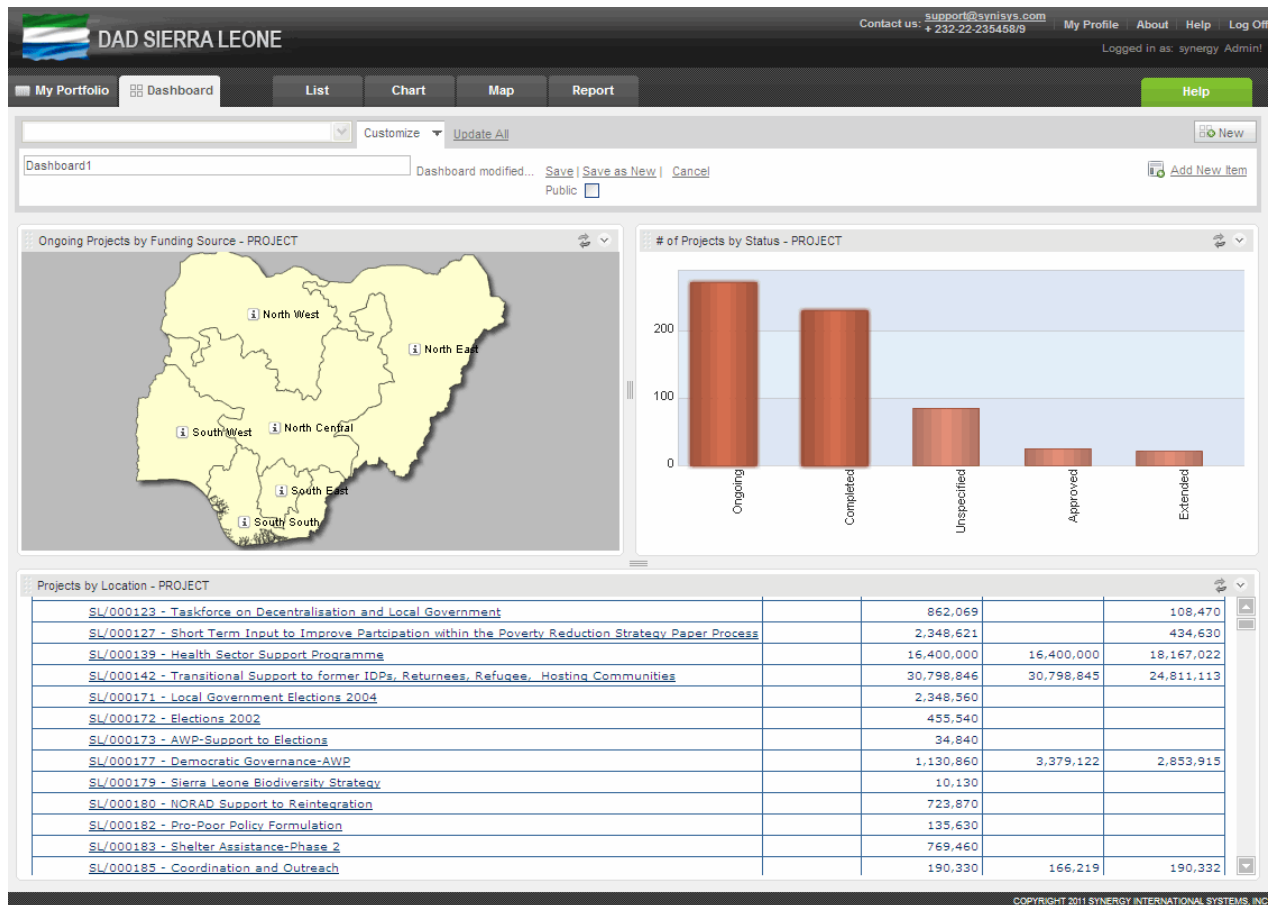 DAD SIERRA LEONE
Contact us: support@synisys.com
+ 232-22-235458/9
My Profile About Help Log Off
Logged in as: synergy Admin!
My Portfolio Dashboard List Chart Map Report Help
Customize Update All New
Dashboard1 Dashboard modified... Save | Save as New | Cancel Add New Item
Public
Ongoing Projects by Funding Source - PROJECT
North West
North East
South West
North Central
South East
South South
# of Projects by Status - PROJECT
200
100
0
Ongoing
Completed
Unspecified
Approved
Extended
Projects by Location - PROJECT
SL/000123 - Taskforce on Decentralisation and Local Government 862,069 108,470
SL/000127 - Short Term Input to Improve Partcipation within the Poverty Reduction Strategy Paper Process 2,348,621 434,630
SL/000139 - Health Sector Support Programme 16,400,000 16,400,000 18,167,022
SL/000142 - Transitional Support to former IDPs, Returnees, Refugee, Hosting Communities 30,798,846 30,798,845 24,811,113
SL/000171 - Local Government Elections 2004 2,348,560
SL/000172 - Elections 2002 455,540
SL/000173 - AWP-Support to Elections 34,840
SL/000177 - Democratic Governance-AWP 1,130,860 3,379,122 2,853,915
SL/000179 - Sierra Leone Biodiversity Strategy 10,130
SL/000180 - NORAD Support to Reintegration 723,870
SL/000182 - Pro-Poor Policy Formulation 135,630
SL/000183 - Shelter Assistance-Phase 2 769,460
SL/000185 - Coordination and Outreach 190,330 166,219 190,332
COPYRIGHT 2011 SYNERGY INTERNATIONAL SYSTEMS, INC